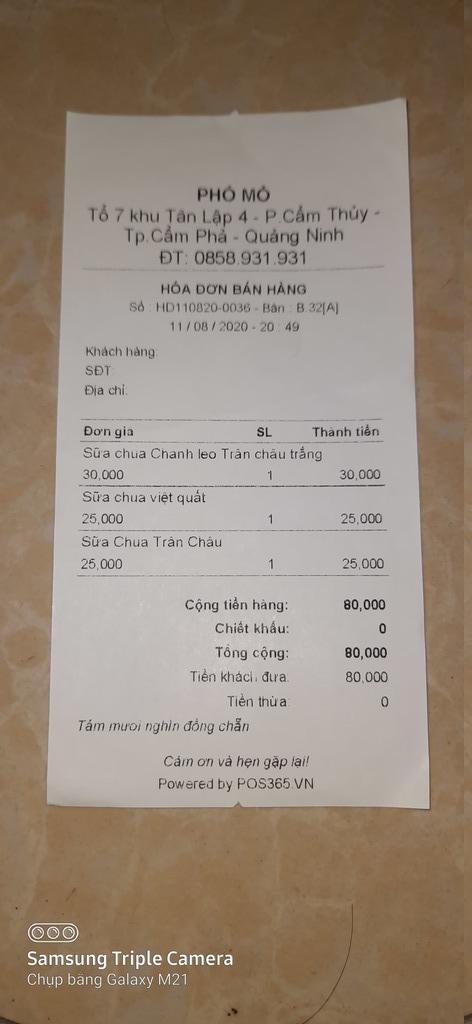 PHỐ MỎ
Tổ 7 khu Tân Lập 4 - P.Cẩm Thủy -
Tp.Cẩm Phả - Quảng Ninh
ĐT: 0858.931.931
HÓA ĐƠN BÁN HÀNG
Số : HD110820-0036 - Bàn : B.32[A]
11 / 08 / 2020 - 20 : 49
Khách hàng:
SĐT:
Địa chỉ:
Đơn giá SL Thành tiền
Sữa chua Chanh leo Trân châu trắng
30,000 1 30,000
Sữa chua việt quất
25,000 1 25,000
Sữa Chua Trân Châu
25,000 1 25,000
Cộng tiền hàng: 80,000
Chiết khấu: 0
Tổng cộng: 80,000
Tiền khách đưa: 80,000
Tiền thừa: 0
Tám mươi nghìn đồng chẵn
Cảm ơn và hẹn gặp lại!
Powered by POS365.VN
Samsung Triple Camera
Chụp bằng Galaxy M21